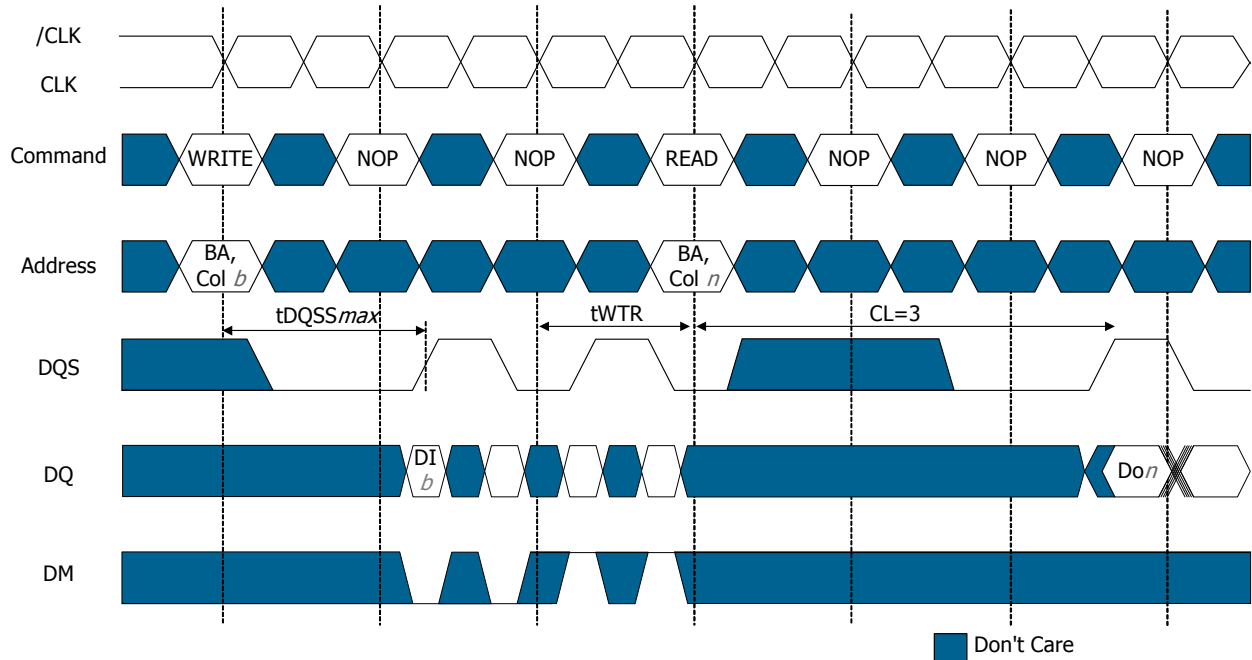 /CLK
CLK
Command
WRITE
NOP
NOP
READ
NOP
NOP
NOP
Address
BA,
Col b
BA,
Col n
tDQSSmax
tWTR
CL=3
DQS
DQ
DI
b
Don
DM
Don't Care